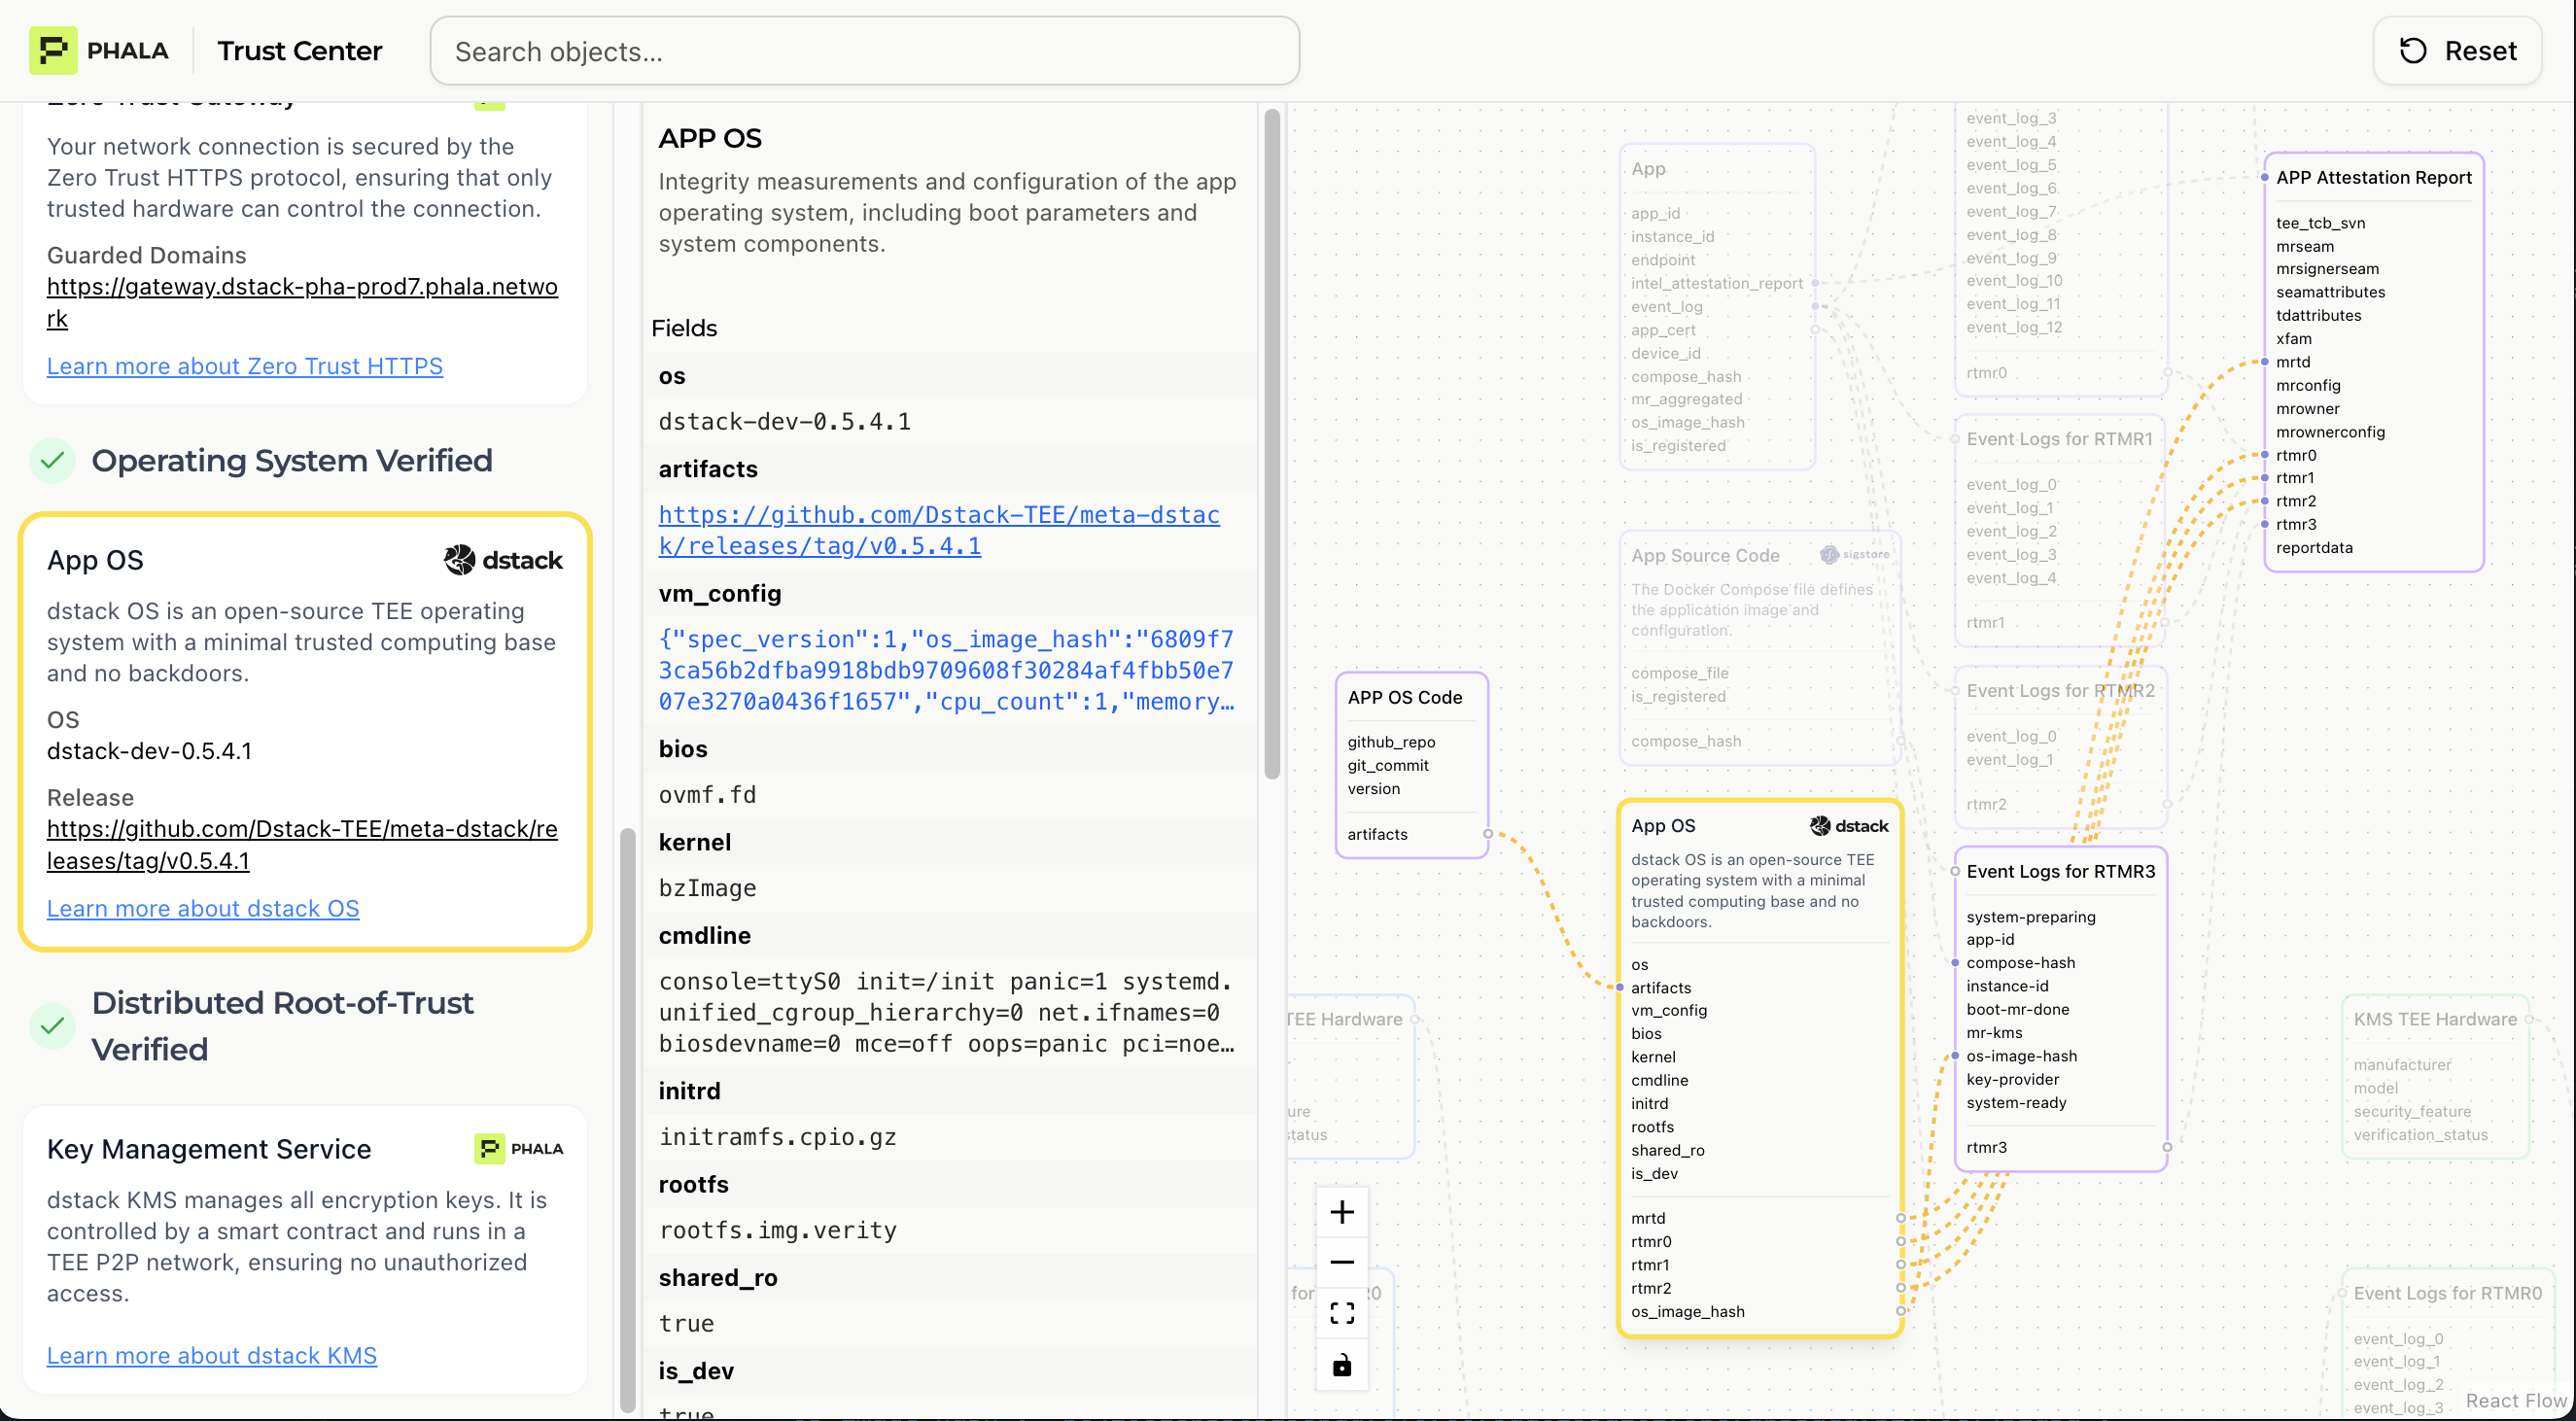 PHALA
Trust Center
Search objects...
Reset
Zero Trust Gateway
Your network connection is secured by the
Zero Trust HTTPS protocol, ensuring that only
trusted hardware can control the connection.
Guarded Domains
https://gateway.dstack-pha-prod7.phala.netwo
rk
Learn more about Zero Trust HTTPS
Operating System Verified
App OS
dstack
dstack OS is an open-source TEE operating
system with a minimal trusted computing base
and no backdoors.
OS
dstack-dev-0.5.4.1
Release
https://github.com/Dstack-TEE/meta-dstack/re
leases/tag/v0.5.4.1
Learn more about dstack OS
Distributed Root-of-Trust
Verified
Key Management Service
PHALA
dstack KMS manages all encryption keys. It is
controlled by a smart contract and runs in a
TEE P2P network, ensuring no unauthorized
access.
Learn more about dstack KMS
APP OS
Integrity measurements and configuration of the app
operating system, including boot parameters and
system components.
Fields
os
dstack-dev-0.5.4.1
artifacts
https://github.com/Dstack-TEE/meta-dstac
k/releases/tag/v0.5.4.1
vm_config
{"spec_version":1,"os_image_hash":"6809f7
3ca56b2dfba9918bdb9709608f30284af4fbb50e7
07e3270a0436f1657","cpu_count":1,"memory…
bios
ovmf.fd
kernel
bzImage
cmdline
console=ttyS0 init=/init panic=1 systemd.
unified_cgroup_hierarchy=0 net.ifnames=0
biosdevname=0 mce=off oops=panic pci=noe…
initrd
initramfs.cpio.gz
rootfs
rootfs.img.verity
shared_ro
true
is_dev
true
APP OS Code
github_repo
git_commit
version
artifacts
TEE Hardware
ure
status
for
R0
App
app_id
instance_id
endpoint
intel_attestation_report
event_log
app_cert
device_id
compose_hash
mr_aggregated
os_image_hash
is_registered
App Source Code
sigstore
The Docker Compose file defines
the application image and
configuration.
compose_file
is_registered
compose_hash
App OS
dstack
dstack OS is an open-source TEE
operating system with a minimal
trusted computing base and no
backdoors.
os
artifacts
vm_config
bios
kernel
cmdline
initrd
rootfs
shared_ro
is_dev
mrtd
rtmr0
rtmr1
rtmr2
os_image_hash
event_log_3
event_log_4
event_log_5
event_log_6
event_log_7
event_log_8
event_log_9
event_log_10
event_log_11
event_log_12
rtmr0
Event Logs for RTMR1
event_log_0
event_log_1
event_log_2
event_log_3
event_log_4
rtmr1
Event Logs for RTMR2
event_log_0
event_log_1
rtmr2
Event Logs for RTMR3
system-preparing
app-id
compose-hash
instance-id
boot-mr-done
mr-kms
os-image-hash
key-provider
system-ready
rtmr3
APP Attestation Report
tee_tcb_svn
mrseam
mrsignerseam
seamattributes
tdattributes
xfam
mrtd
mrconfig
mrowner
mrownerconfig
rtmr0
rtmr1
rtmr2
rtmr3
reportdata
KMS TEE Hardware
manufacturer
model
security_feature
verification_status
Event Logs for RTMR0
event_log_0
event_log_1
event_log_2
event_log_3
React Flow